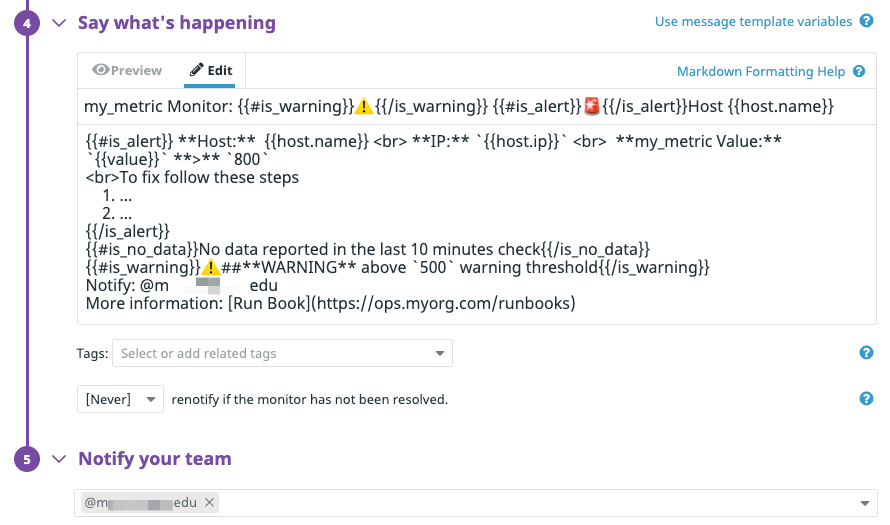 4 Say what's happening Use message template variables ?
Preview Edit Markdown Formatting Help ?
my_metric Monitor: {{#is_warning}}⚠️{{/is_warning}} {{#is_alert}}🚨{{/is_alert}}Host {{host.name}}
{{#is_alert}} **Host:**  {{host.name}} <br> **IP:** `{{host.ip}}` <br>  **my_metric Value:**
`{{value}}` **>** `800`
<br>To fix follow these steps
1. ...
2. ...
{{/is_alert}}
{{#is_no_data}}No data reported in the last 10 minutes check{{/is_no_data}}
{{#is_warning}}⚠️##**WARNING** above `500` warning threshold{{/is_warning}}
Notify: @m edu
More information: [Run Book](https://ops.myorg.com/runbooks)
Tags: Select or add related tags ?
[Never] renotify if the monitor has not been resolved. ?
5 Notify your team
@m edu ×